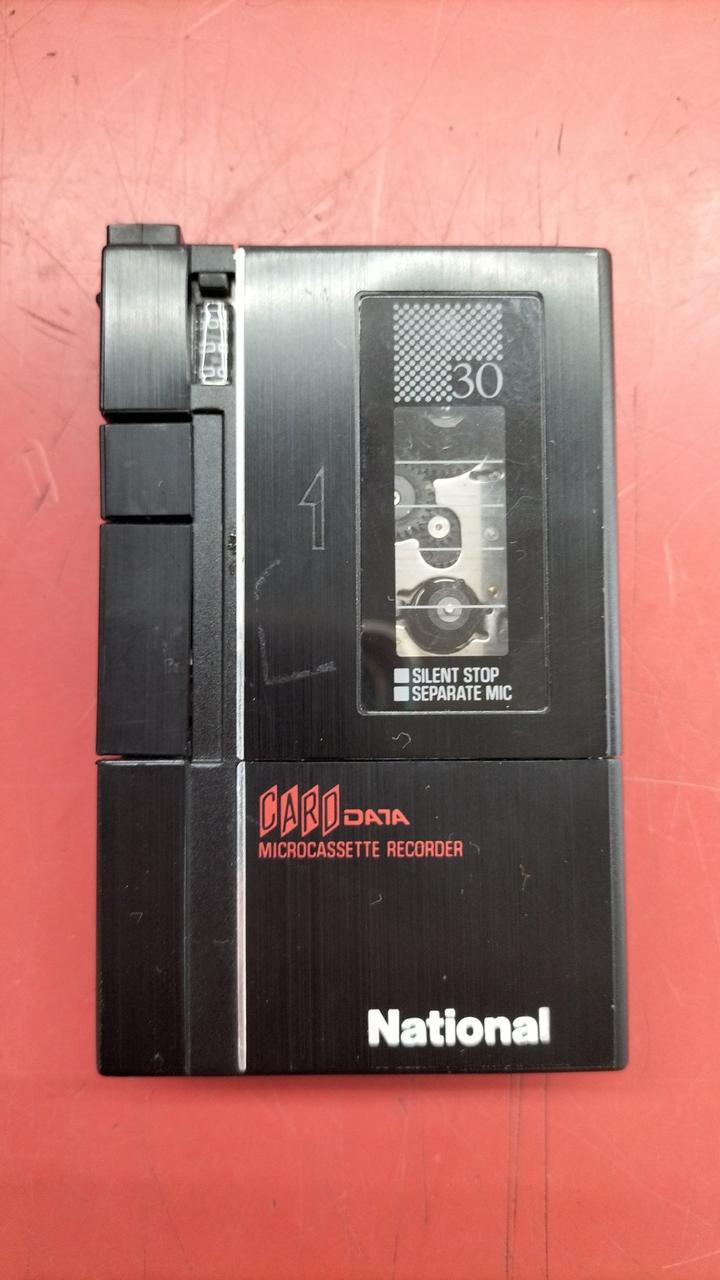 30
SILENT STOP
SEPARATE MIC
CARD DATA
MICROCASSETTE RECORDER
National